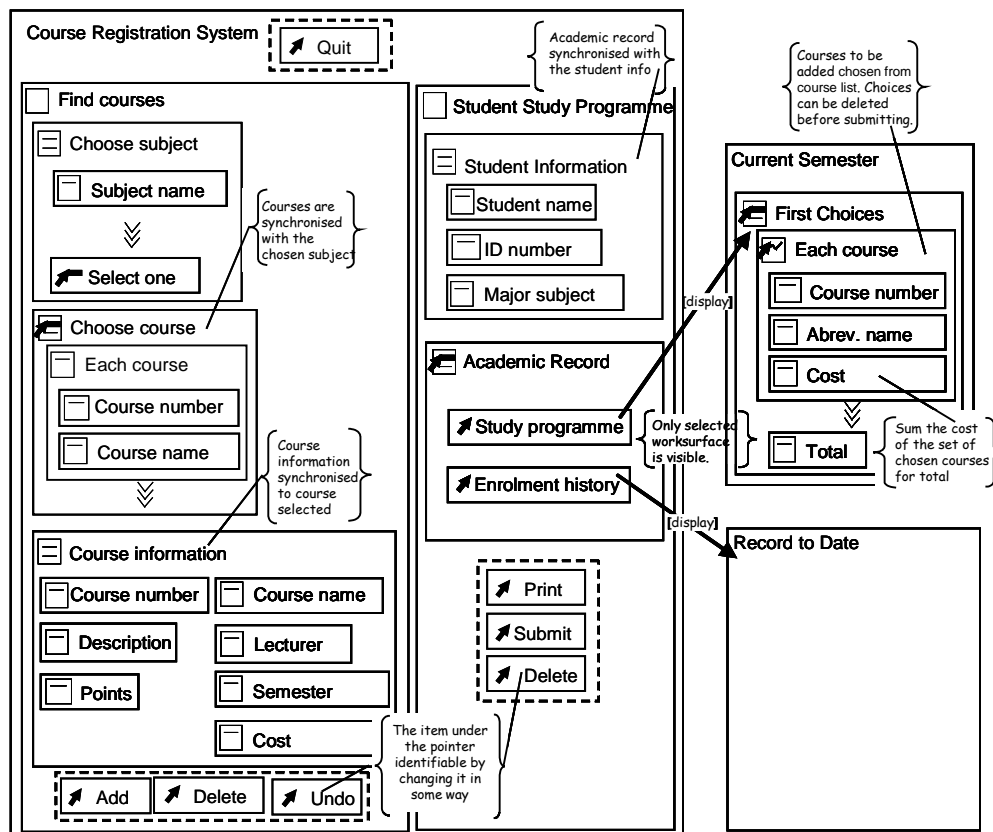 Course Registration System
Quit
Find courses
Choose subject
Subject name
Select one
Courses are
synchronised
with the
chosen subject
Choose course
Each course
Course number
Course name
Course
information
synchronised
to course
selected
Course information
Course number
Course name
Description
Lecturer
Points
Semester
Cost
Add
Delete
Undo
The item under
the pointer
identifiable by
changing it in
some way
Academic record
synchronised with
the student info
Student Study Programme
Student Information
Student name
ID number
Major subject
Academic Record
Study programme
Enrolment history
Only selected
worksurface
is visible.
Print
Submit
Delete
[display]
[display]
Courses to be
added chosen from
course list. Choices
can be deleted
before submitting.
Current Semester
First Choices
Each course
Course number
Abrev. name
Cost
Total
Sum the cost
of the set of
chosen courses
for total
Record to Date